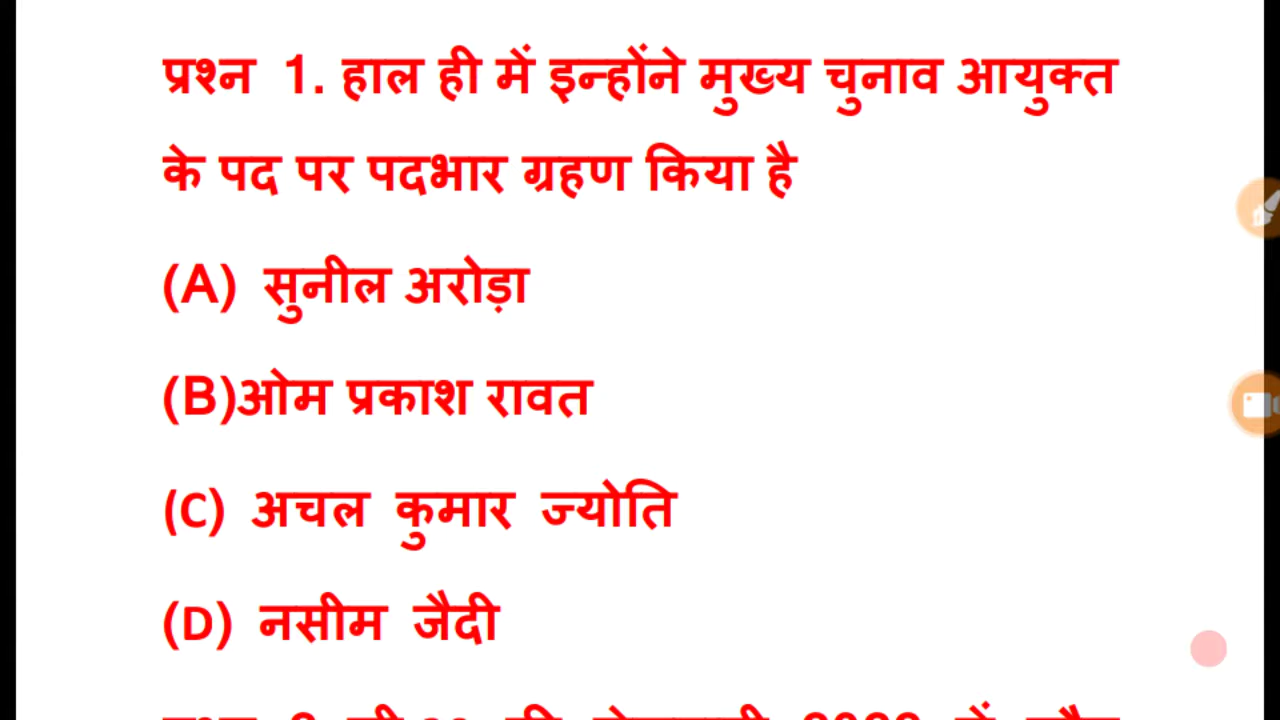 प्रश्न 1. हाल ही में इन्होंने मुख्य चुनाव आयुक्त
के पद पर पदभार ग्रहण किया है
(A) सुनील अरोड़ा
(B)ओम प्रकाश रावत
(C) अचल कुमार ज्योति
(D) नसीम जैदी